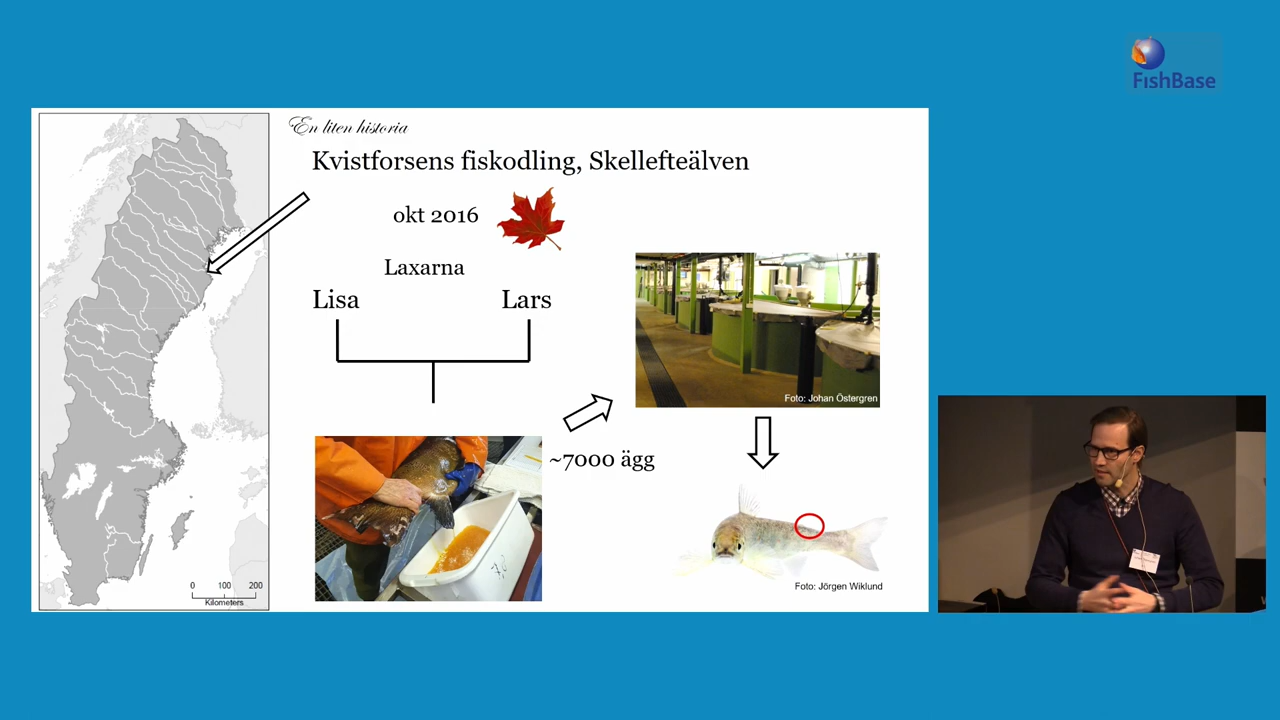 FishBase
En liten historia
Kvistforsens fiskodling, Skellefteälven
okt 2016
Laxarna
Lisa
Lars
Foto: Johan Östergren
~7000 ägg
Foto: Jörgen Wiklund
0 100 200
Kilometers